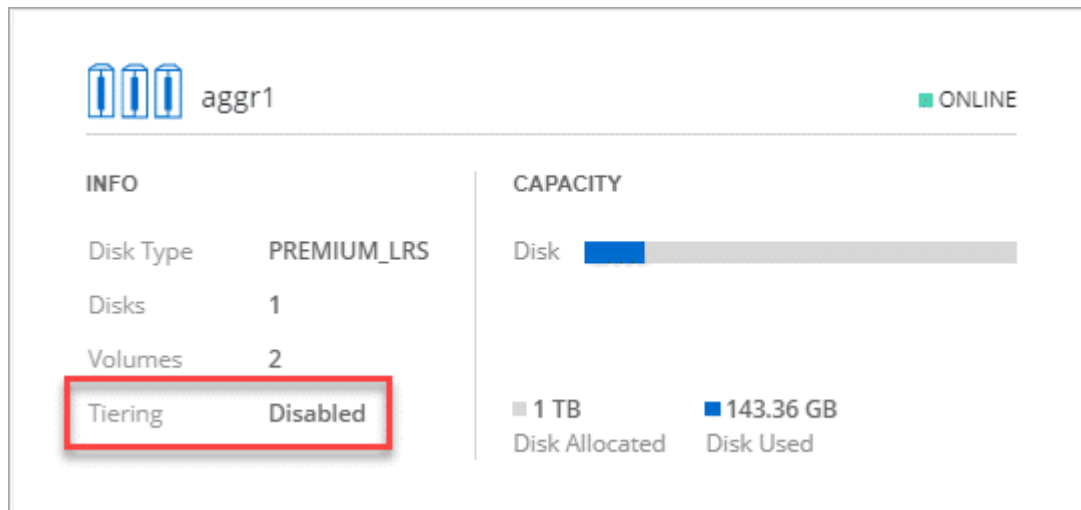 aggr1
ONLINE
INFO
Disk Type PREMIUM_LRS
Disks 1
Volumes 2
Tiering Disabled
CAPACITY
Disk
1 TB
Disk Allocated
143.36 GB
Disk Used